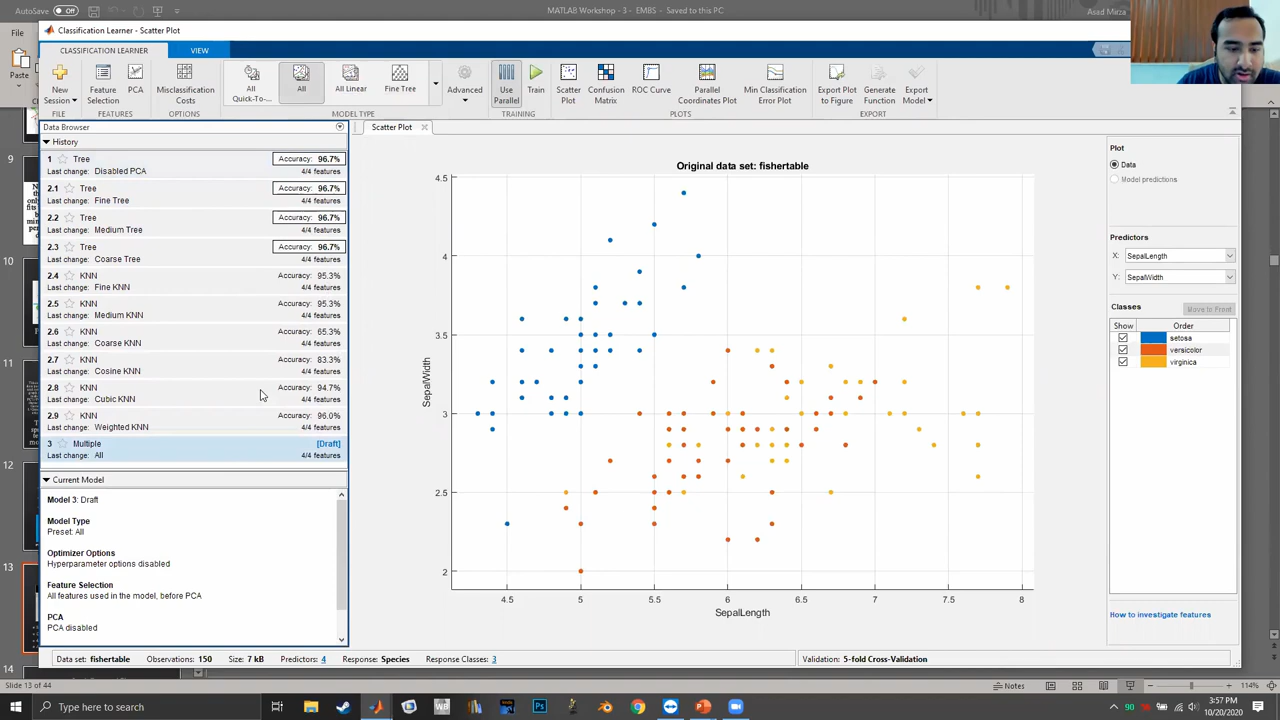 AutoSave Off
MATLAB Workshop - 3 - EMBS - Saved to this PC
Asad Mirza
File
Paste
Classification Learner - Scatter Plot
CLASSIFICATION LEARNER VIEW
New Session
Feature Selection
PCA
Misclassification Costs
All Quick-To-...
All
All Linear
Fine Tree
Advanced
Use Parallel
Train
Scatter Plot
Confusion Matrix
ROC Curve
Parallel Coordinates Plot
Min Classification Error Plot
Export Plot to Figure
Generate Function
Export Model
FILE FEATURES OPTIONS MODEL TYPE TRAINING PLOTS EXPORT
Data Browser
History
1 Tree Accuracy: 96.7%
Last change: Disabled PCA 4/4 features
2.1 Tree Accuracy: 96.7%
Last change: Fine Tree 4/4 features
2.2 Tree Accuracy: 96.7%
Last change: Medium Tree 4/4 features
2.3 Tree Accuracy: 96.7%
Last change: Coarse Tree 4/4 features
2.4 KNN Accuracy: 95.3%
Last change: Fine KNN 4/4 features
2.5 KNN Accuracy: 95.3%
Last change: Medium KNN 4/4 features
2.6 KNN Accuracy: 65.3%
Last change: Coarse KNN 4/4 features
2.7 KNN Accuracy: 83.3%
Last change: Cosine KNN 4/4 features
2.8 KNN Accuracy: 94.7%
Last change: Cubic KNN 4/4 features
2.9 KNN Accuracy: 96.0%
Last change: Weighted KNN 4/4 features
3 Multiple [Draft]
Last change: All 4/4 features
Current Model
Model 3: Draft
Model Type
Preset: All
Optimizer Options
Hyperparameter options disabled
Feature Selection
All features used in the model, before PCA
PCA
PCA disabled
Scatter Plot
Original data set: fishertable
4.5
4
3.5
3
2.5
2
SepalWidth
4.5 5 5.5 6 6.5 7 7.5 8
SepalLength
Plot
Data
Model predictions
Predictors
X: SepalLength
Y: SepalWidth
Classes
Move to Front
Show Order
setosa
versicolor
virginica
How to investigate features
Data set: fishertable Observations: 150 Size: 7 kB Predictors: 4 Response: Species Response Classes: 3 Validation: 5-fold Cross-Validation
9
10
11
12
13
14
Slide 13 of 44
Notes
114%
Type here to search
90
3:57 PM
10/20/2020